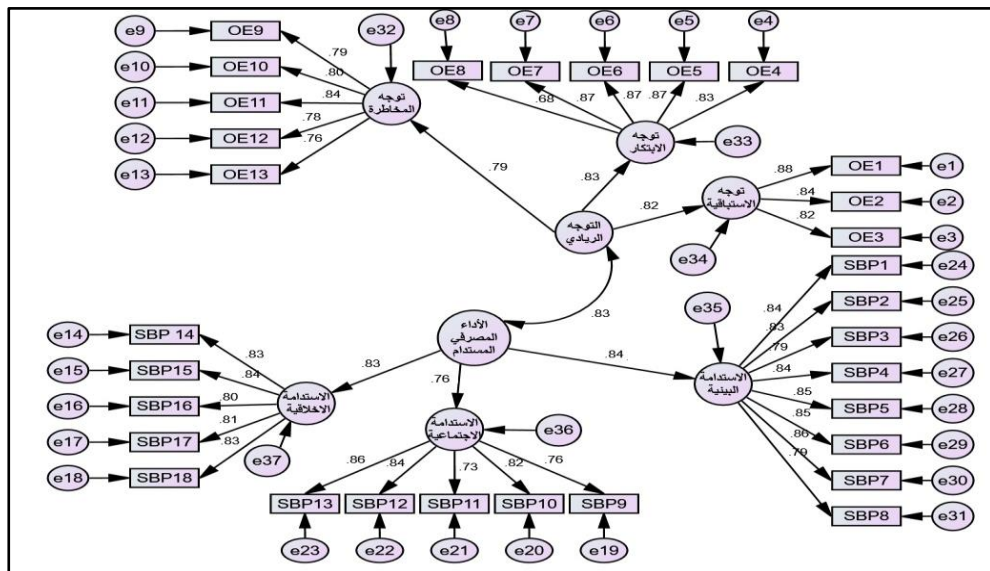 e9
OE9
.79
e32
e8
e7
e6
e5
e4
e10
OE10
.80
OE8
OE7
OE6
OE5
OE4
e11
OE11
.84
توجه
المخاطرة
.68
.87
.87
.87
.83
e12
OE12
.78
e13
OE13
.76
توجه
الابتكار
e33
.79
.83
.88
OE1
e1
توجه
الاستباقية
.84
OE2
e2
.82
.82
OE3
e3
التوجه
الريادي
e34
SBP1
e24
.83
e35
.84
SBP2
e25
.83
e14
SBP 14
الأداء
المصرفي
المستدام
.79
SBP3
e26
.83
.83
.84
الاستدامة
البيئية
.84
SBP4
e27
e15
SBP15
.84
.76
.85
SBP5
e28
e16
SBP16
.80
الاستدامة
الاخلاقية
.85
SBP6
e29
e17
SBP17
.81
الاستدامة
الاجتماعية
e36
.86
SBP7
e30
e18
SBP18
.83
e37
.79
SBP8
e31
.86
.84
.73
.82
.76
SBP13
SBP12
SBP11
SBP10
SBP9
e23
e22
e21
e20
e19